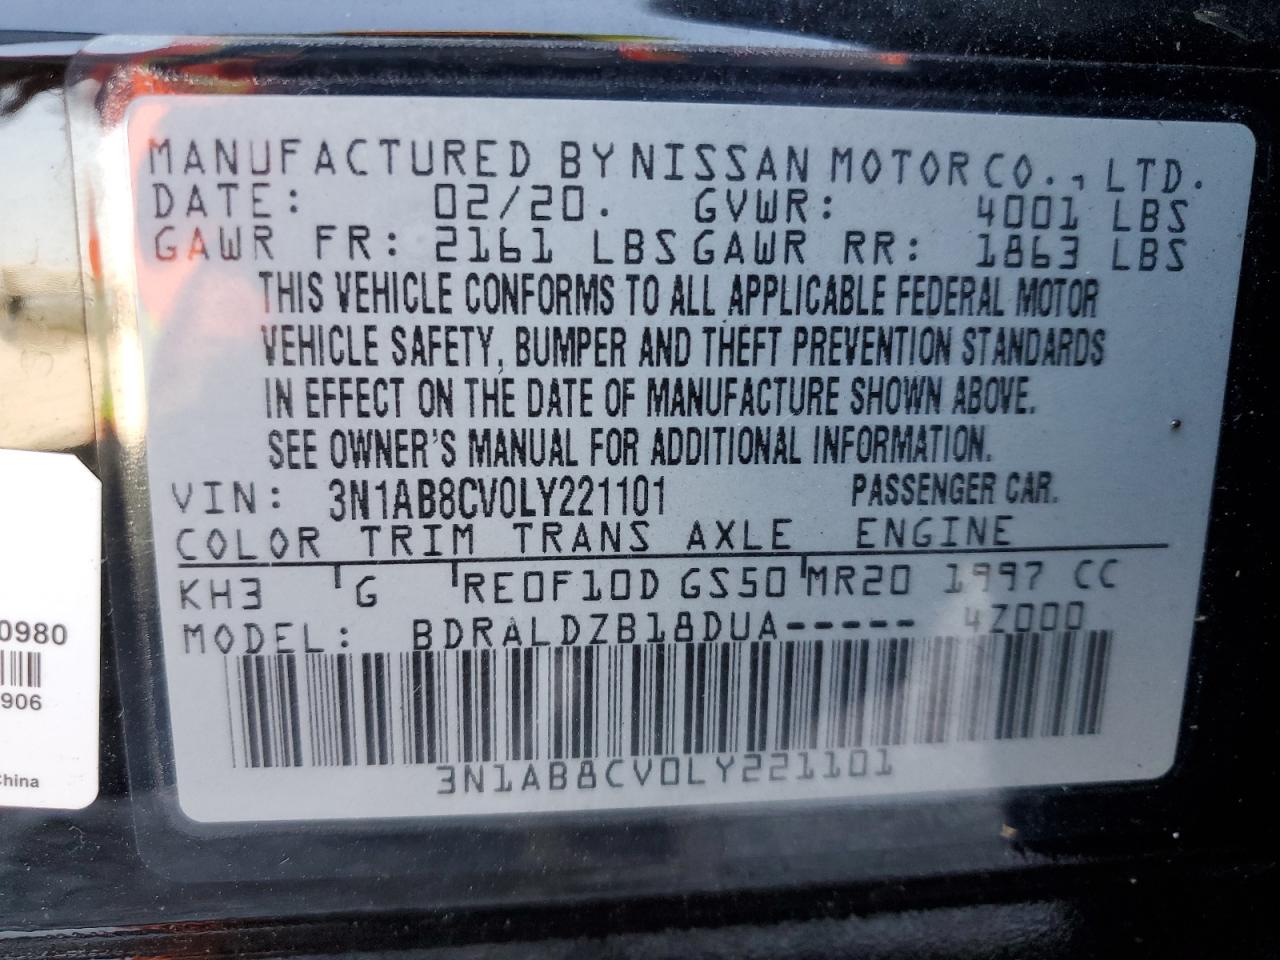 MANUFACTURED BY NISSAN MOTOR CO., LTD.
DATE: 02/20. GVWR: 4001 LBS
GAWR FR: 2161 LBS GAWR RR: 1863 LBS
THIS VEHICLE CONFORMS TO ALL APPLICABLE FEDERAL MOTOR
VEHICLE SAFETY, BUMPER AND THEFT PREVENTION STANDARDS
IN EFFECT ON THE DATE OF MANUFACTURE SHOWN ABOVE.
SEE OWNER'S MANUAL FOR ADDITIONAL INFORMATION.
VIN: 3N1AB8CV0LY221101 PASSENGER CAR.
COLOR TRIM TRANS AXLE ENGINE
KH3 G RE0F10D GS50 MR20 1997 CC
MODEL: BDRALDZB18DUA----- 4Z000
3N1AB8CV0LY221101
0980
906
China